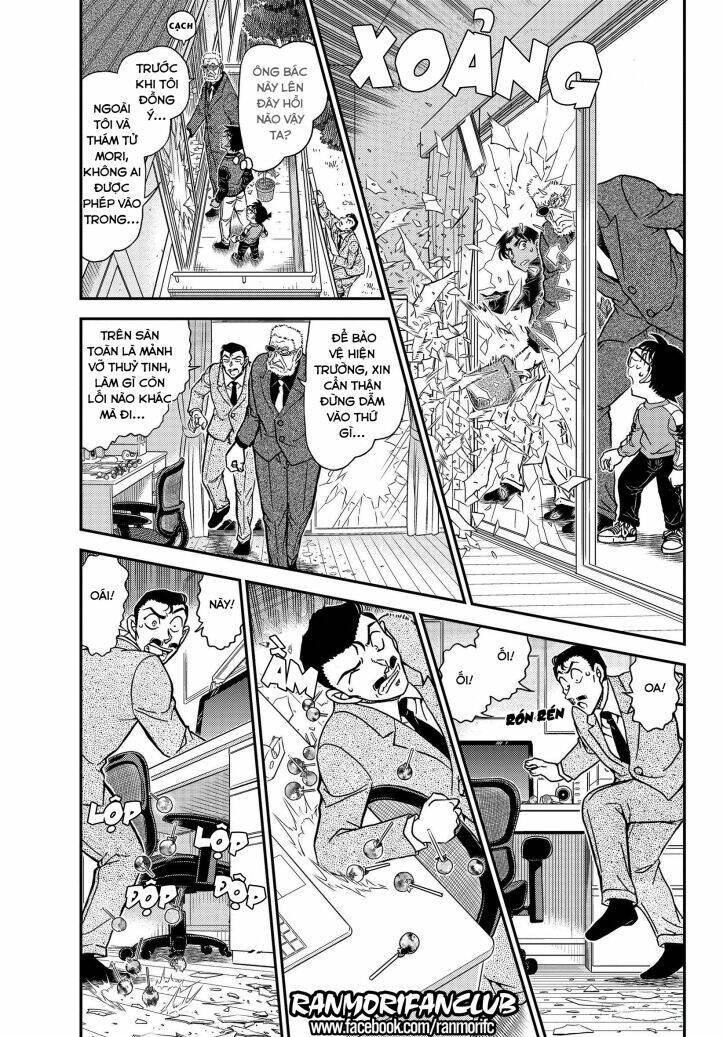 XOẢNG
CẠCH
ÔNG BÁC
NÀY LÊN
ĐÂY HỒI
NÀO VẬY
TA?
TRƯỚC
KHI TÔI
ĐỒNG
Ý...
NGOÀI
TÔI VÀ
THÁM TỬ
MORI,
KHÔNG AI
ĐƯỢC
PHÉP VÀO
TRONG...
ĐỂ BẢO
VỆ HIỆN
TRƯỜNG, XIN
CẨN THẬN
ĐỪNG DẪM
VÀO THỨ
GÌ...
TRÊN SÀN
TOÀN LÀ MẢNH
VỠ THUỶ TINH,
LÀM GÌ CÒN
LỐI NÀO KHÁC
MÀ ĐI...
OA!
ỐI!
ỐI!
RÓN RÉN
ẦM
NÀY!
OÁI!
LỘP
ĐỘP
LỘP
ĐỘP
RANMORIFANCLUB
www.facebook.com/ranmoritc